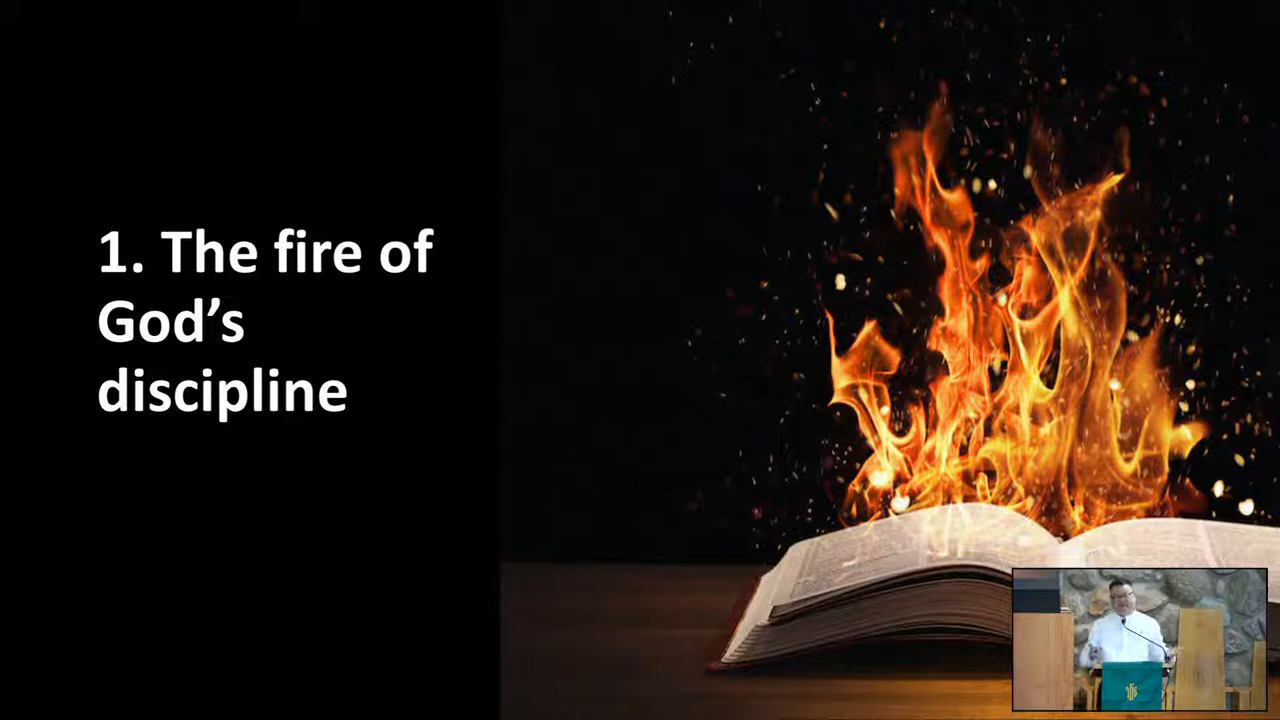 1. The fire of
God’s
discipline